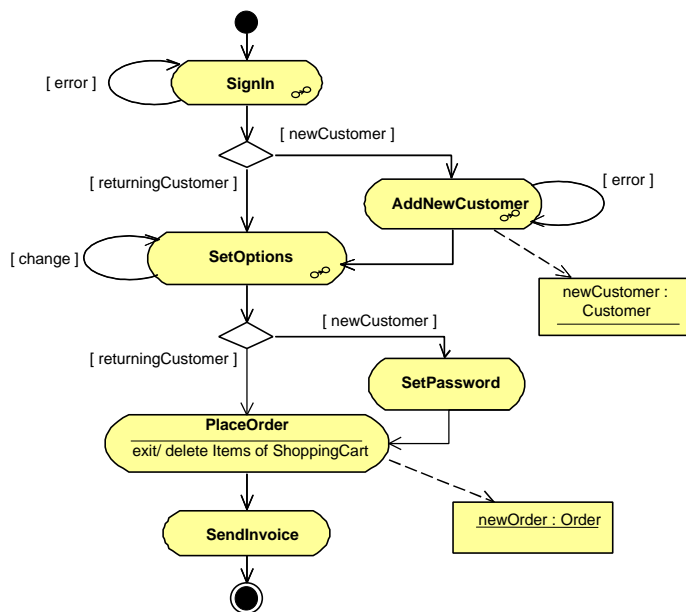 [ error ]
SignIn
[ newCustomer ]
[ returningCustomer ]
AddNewCustomer
[ error ]
[ change ]
SetOptions
newCustomer :
Customer
[ newCustomer ]
[ returningCustomer ]
SetPassword
PlaceOrder
exit/ delete Items of ShoppingCart
newOrder : Order
SendInvoice